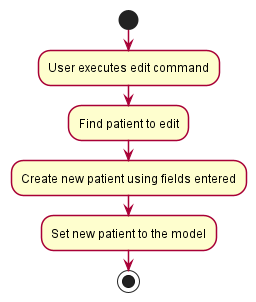 User executes edit command
Find patient to edit
Create new patient using fields entered
Set new patient to the model